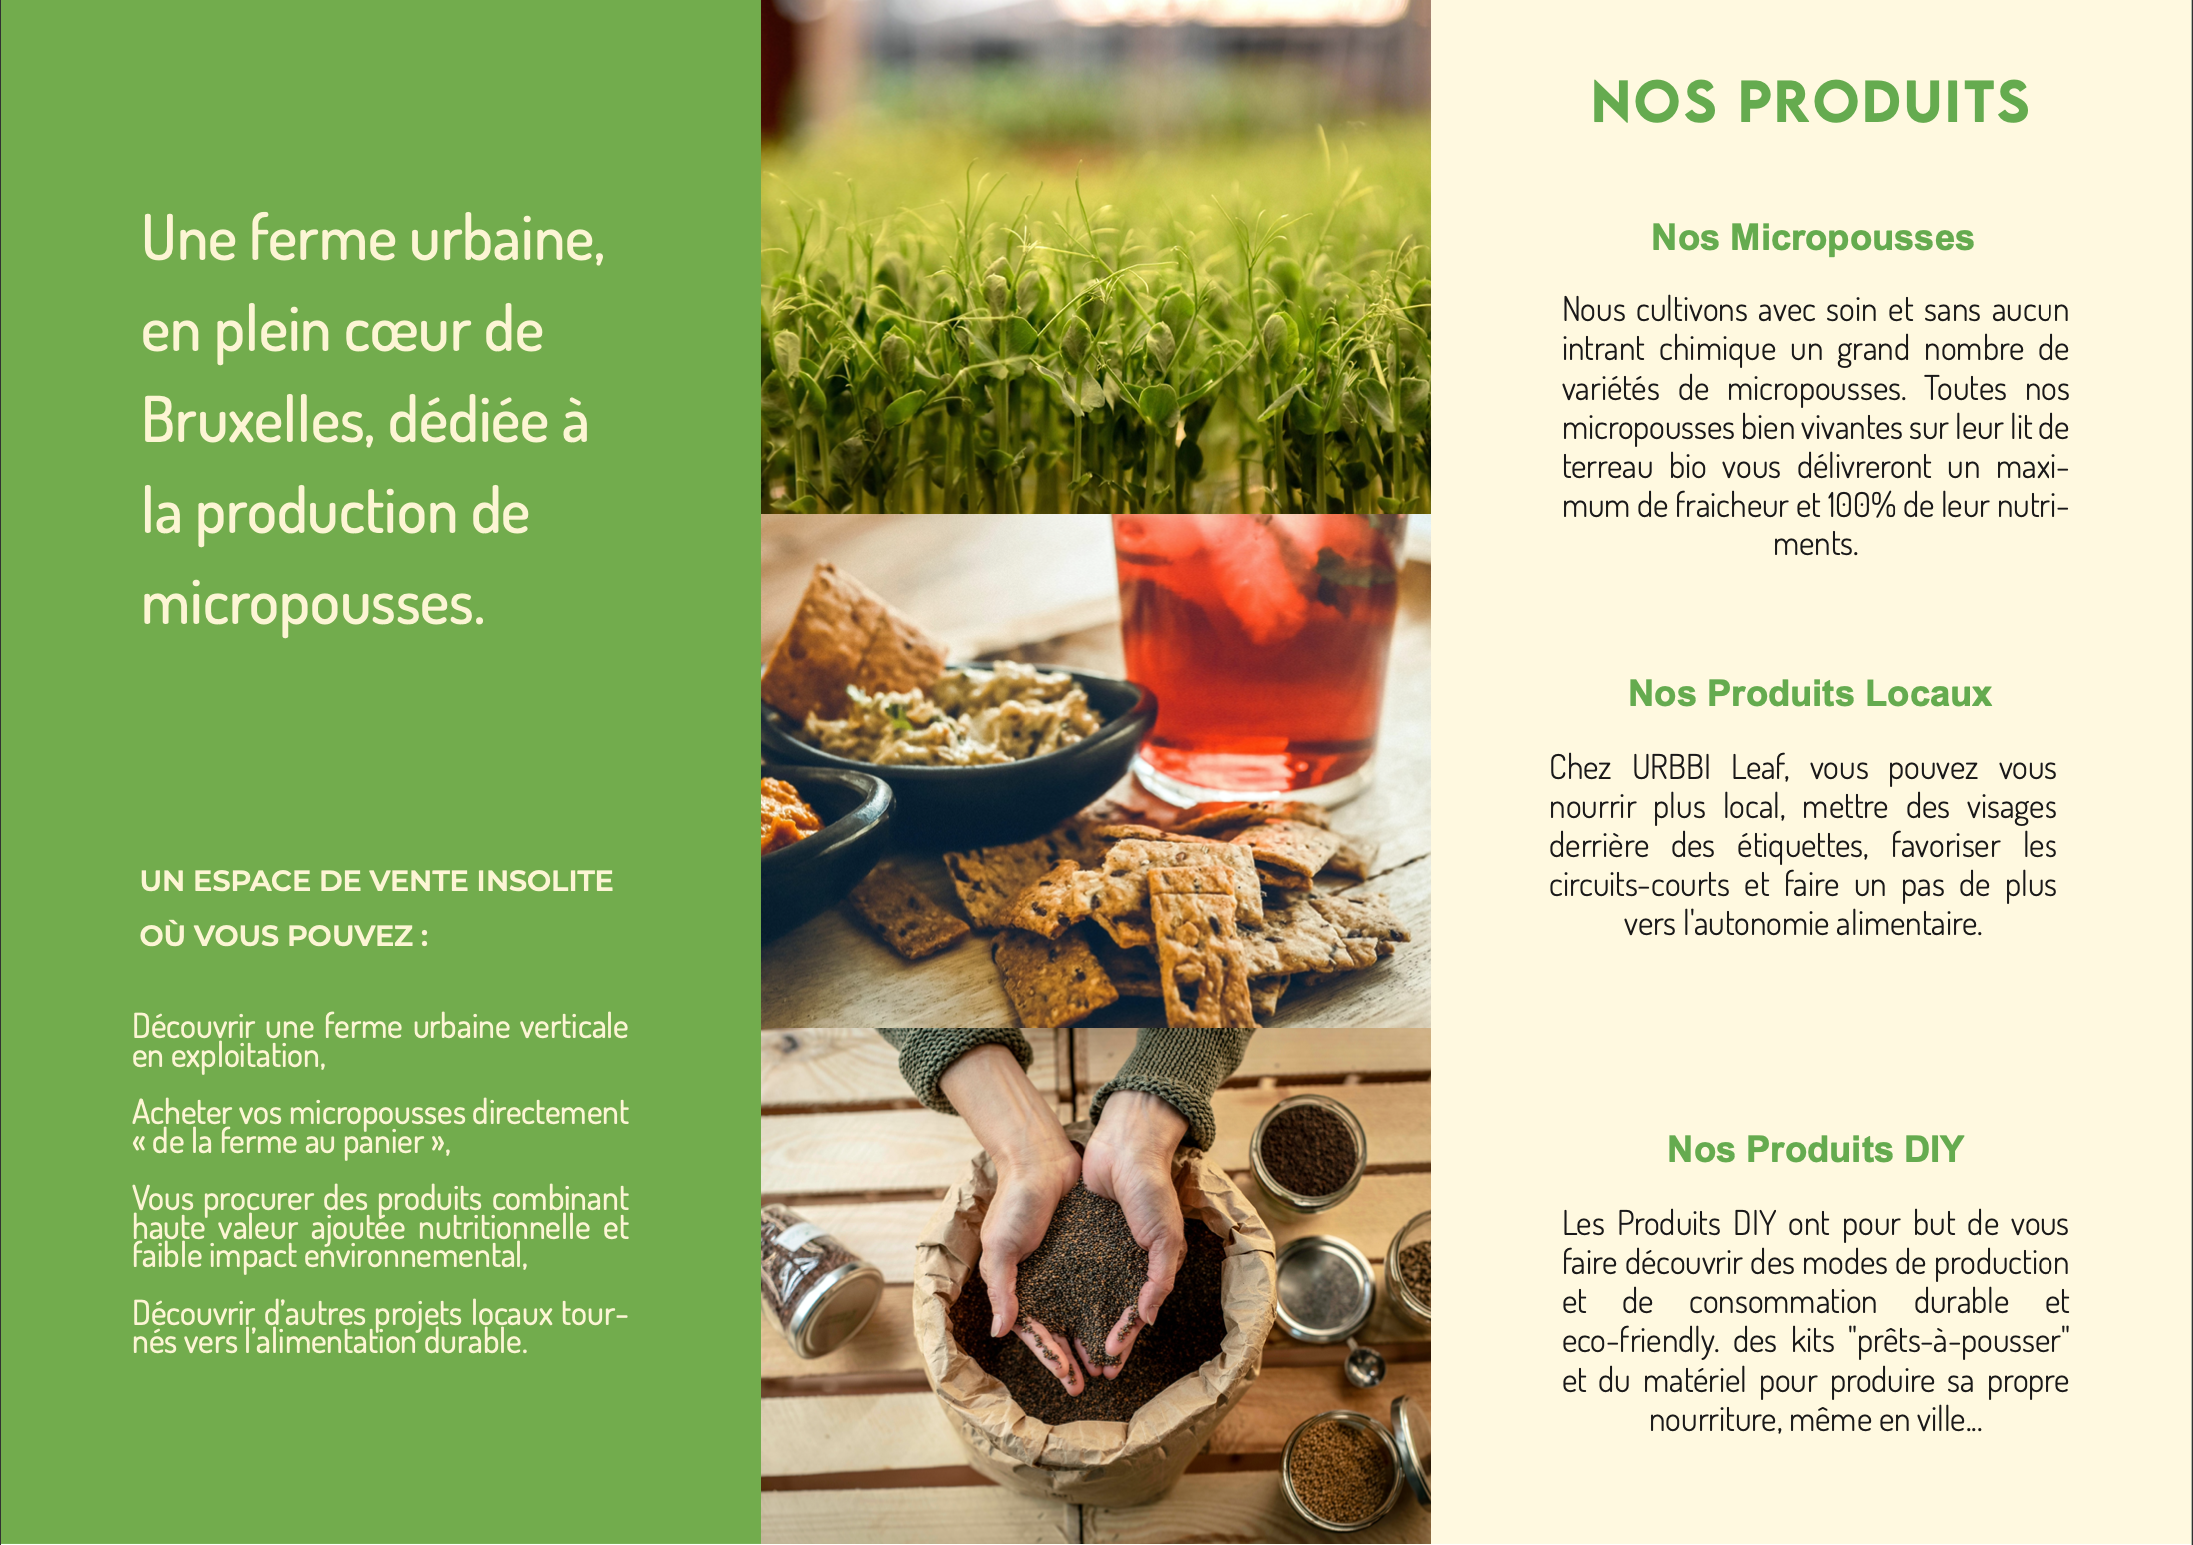 Une ferme urbaine,
en plein cœur de
Bruxelles, dédiée à
la production de
micropousses.
UN ESPACE DE VENTE INSOLITE
OÙ VOUS POUVEZ :
Découvrir une ferme urbaine verticale
en exploitation,
Acheter vos micropousses directement
« de la ferme au panier »,
Vous procurer des produits combinant
haute valeur ajoutée nutritionnelle et
faible impact environnemental,
Découvrir d’autres projets locaux tour-
nés vers l’alimentation durable.
NOS PRODUITS
Nos Micropousses
Nous cultivons avec soin et sans aucun
intrant chimique un grand nombre de
variétés de micropousses. Toutes nos
micropousses bien vivantes sur leur lit de
terreau bio vous délivreront un maxi-
mum de fraicheur et 100% de leur nutri-
ments.
Nos Produits Locaux
Chez URBBI Leaf, vous pouvez vous
nourrir plus local, mettre des visages
derrière des étiquettes, favoriser les
circuits-courts et faire un pas de plus
vers l'autonomie alimentaire.
Nos Produits DIY
Les Produits DIY ont pour but de vous
faire découvrir des modes de production
et de consommation durable et
eco-friendly. des kits "prêts-à-pousser"
et du matériel pour produire sa propre
nourriture, même en ville...